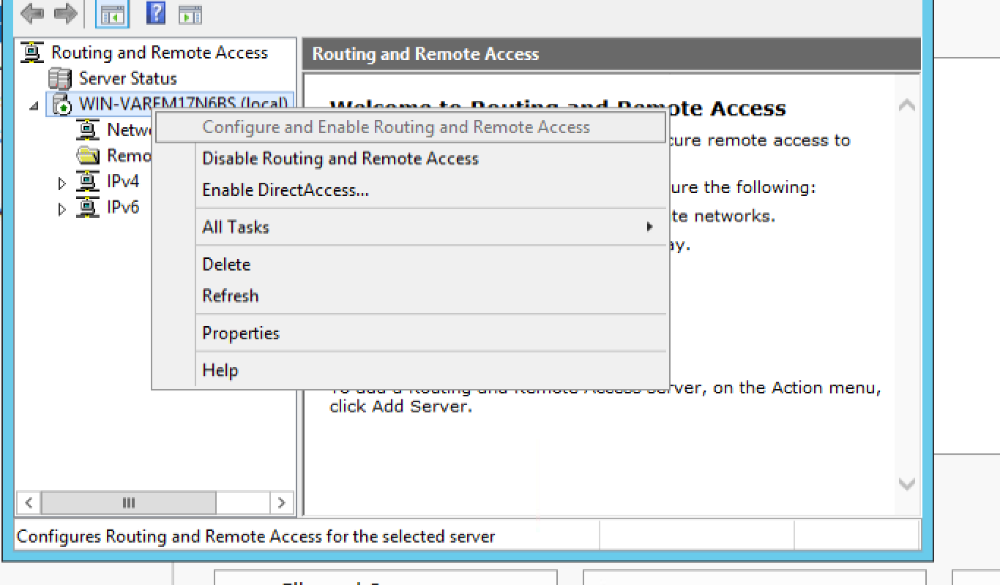 Routing and Remote Access
Server Status
WIN-VAREM17N6BS (local)
Netw
Remo
IPv4
IPv6
Routing and Remote Access
Welcome to Routing and Remote Access
cure remote access to
ure the following:
te networks.
ay.
Configure and Enable Routing and Remote Access
Disable Routing and Remote Access
Enable DirectAccess...
All Tasks
Delete
Refresh
Properties
Help
To add a Routing and Remote Access server, on the Action menu,
click Add Server.
Configures Routing and Remote Access for the selected server